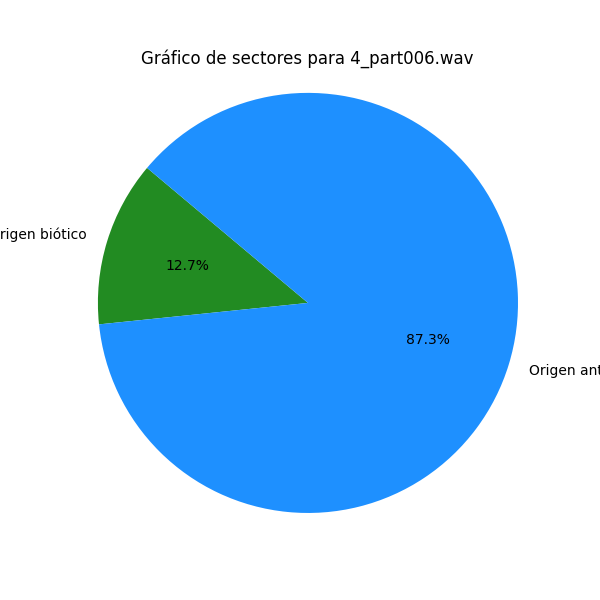 Gráfico de sectores para 4_part006.wav
rigen biótico
12.7%
87.3%
Origen ant